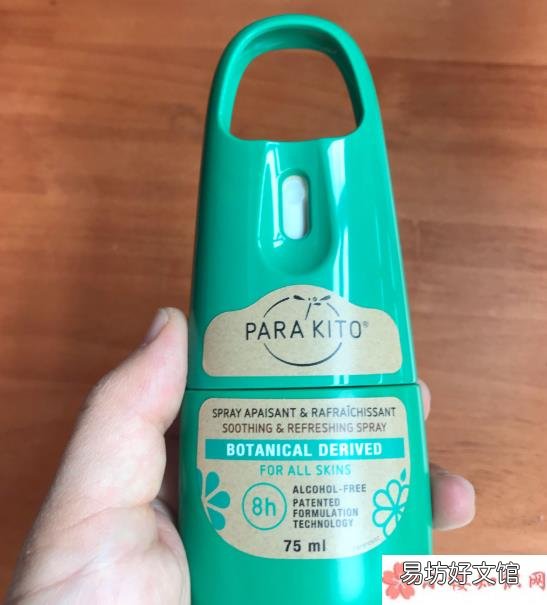 PARA KITO®
SPRAY APAISANT & RAFRAÎCHISSANT
SOOTHING & REFRESHING SPRAY
BOTANICAL DERIVED
FOR ALL SKINS
8h
ALCOHOL-FREE
PATENTED
FORMULATION
TECHNOLOGY
75 ml
易坊好文馆